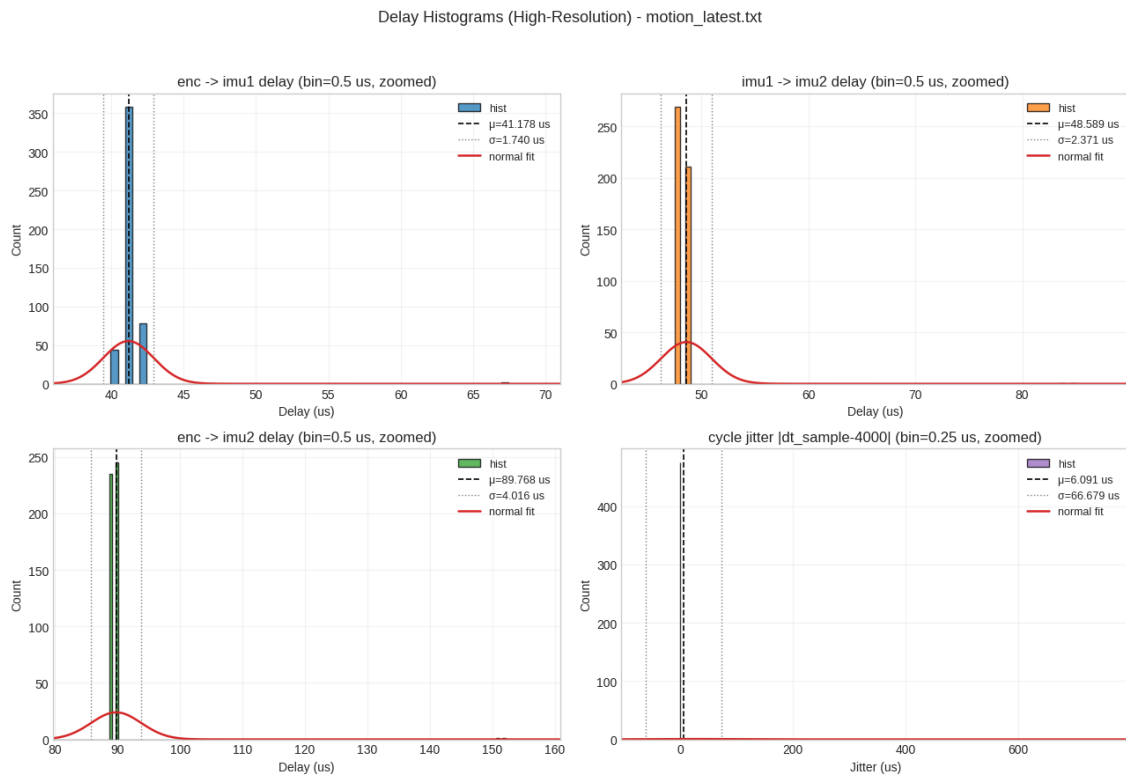 Delay Histograms (High-Resolution) - motion_latest.txt
enc -> imu1 delay (bin=0.5 us, zoomed)
350
300
250
200
150
100
50
0
Count
hist
μ=41.178 us
σ=1.740 us
normal fit
40
45
50
55
60
65
70
Delay (us)
imu1 -> imu2 delay (bin=0.5 us, zoomed)
250
200
150
100
50
0
Count
hist
μ=48.589 us
σ=2.371 us
normal fit
50
60
70
80
Delay (us)
enc -> imu2 delay (bin=0.5 us, zoomed)
250
200
150
100
50
0
Count
hist
μ=89.768 us
σ=4.016 us
normal fit
80
90
100
110
120
130
140
150
160
Delay (us)
cycle jitter |dt_sample-4000| (bin=0.25 us, zoomed)
400
300
200
100
0
Count
hist
μ=6.091 us
σ=66.679 us
normal fit
0
200
400
600
Jitter (us)